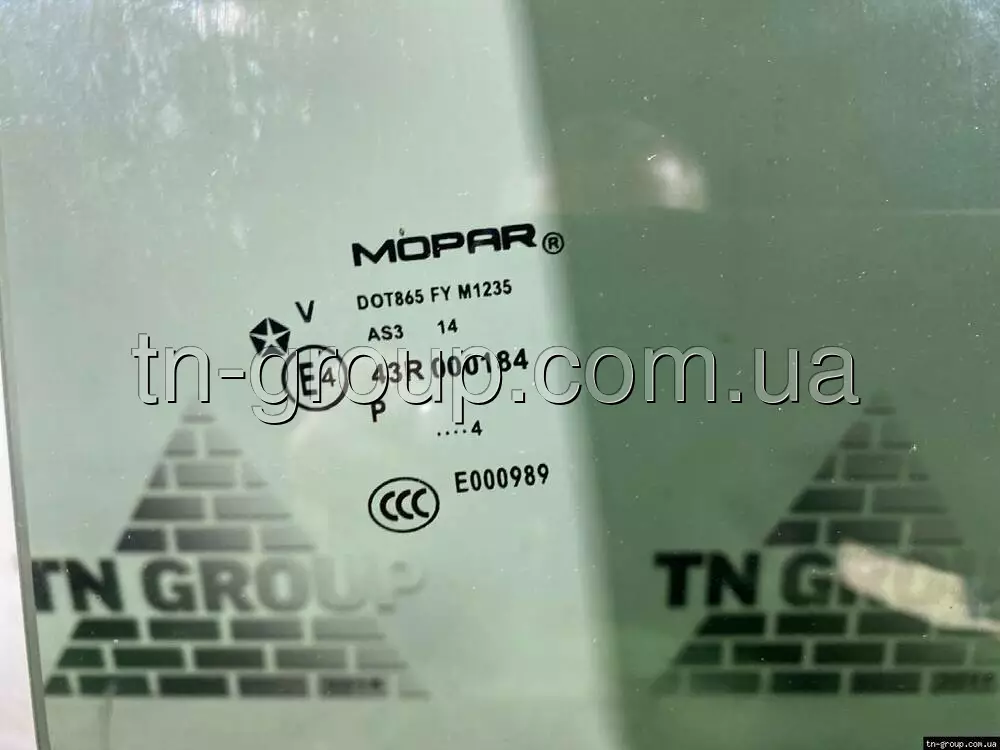 MOPAR®
V
DOT865 FY M1235
AS3 14
tn-group.com.ua
E4 43R 000184
P
....4
CCC E000989
TN GROUP
TN GROUP
tn-group.com.ua